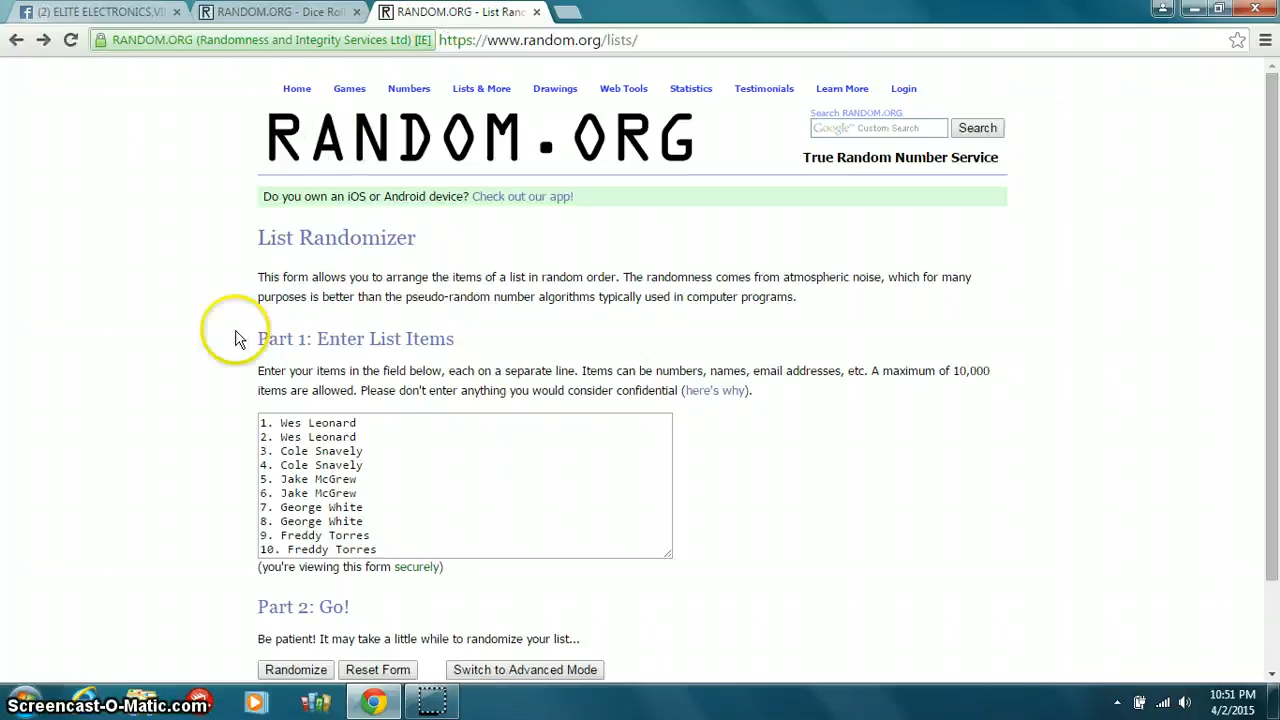 (2) ELITE ELECTRONICS,VI
RANDOM.ORG - Dice Roll
RANDOM.ORG - List Ran
RANDOM.ORG (Randomness and Integrity Services Ltd) [IE]
https://www.random.org/lists/
Home Games Numbers Lists & More Drawings Web Tools Statistics Testimonials Learn More Login
Search RANDOM.ORG
RANDOM.ORG
Google™ Custom Search
Search
True Random Number Service
Do you own an iOS or Android device? Check out our app!
List Randomizer
This form allows you to arrange the items of a list in random order. The randomness comes from atmospheric noise, which for many
purposes is better than the pseudo-random number algorithms typically used in computer programs.
Part 1: Enter List Items
Enter your items in the field below, each on a separate line. Items can be numbers, names, email addresses, etc. A maximum of 10,000
items are allowed. Please don't enter anything you would consider confidential (here's why).
1. Wes Leonard
2. Wes Leonard
3. Cole Snavely
4. Cole Snavely
5. Jake McGrew
6. Jake McGrew
7. George White
8. George White
9. Freddy Torres
10. Freddy Torres
(you're viewing this form securely)
Part 2: Go!
Be patient! It may take a little while to randomize your list...
Randomize
Reset Form
Switch to Advanced Mode
Screencast-O-Matic.com
10:51 PM
4/2/2015